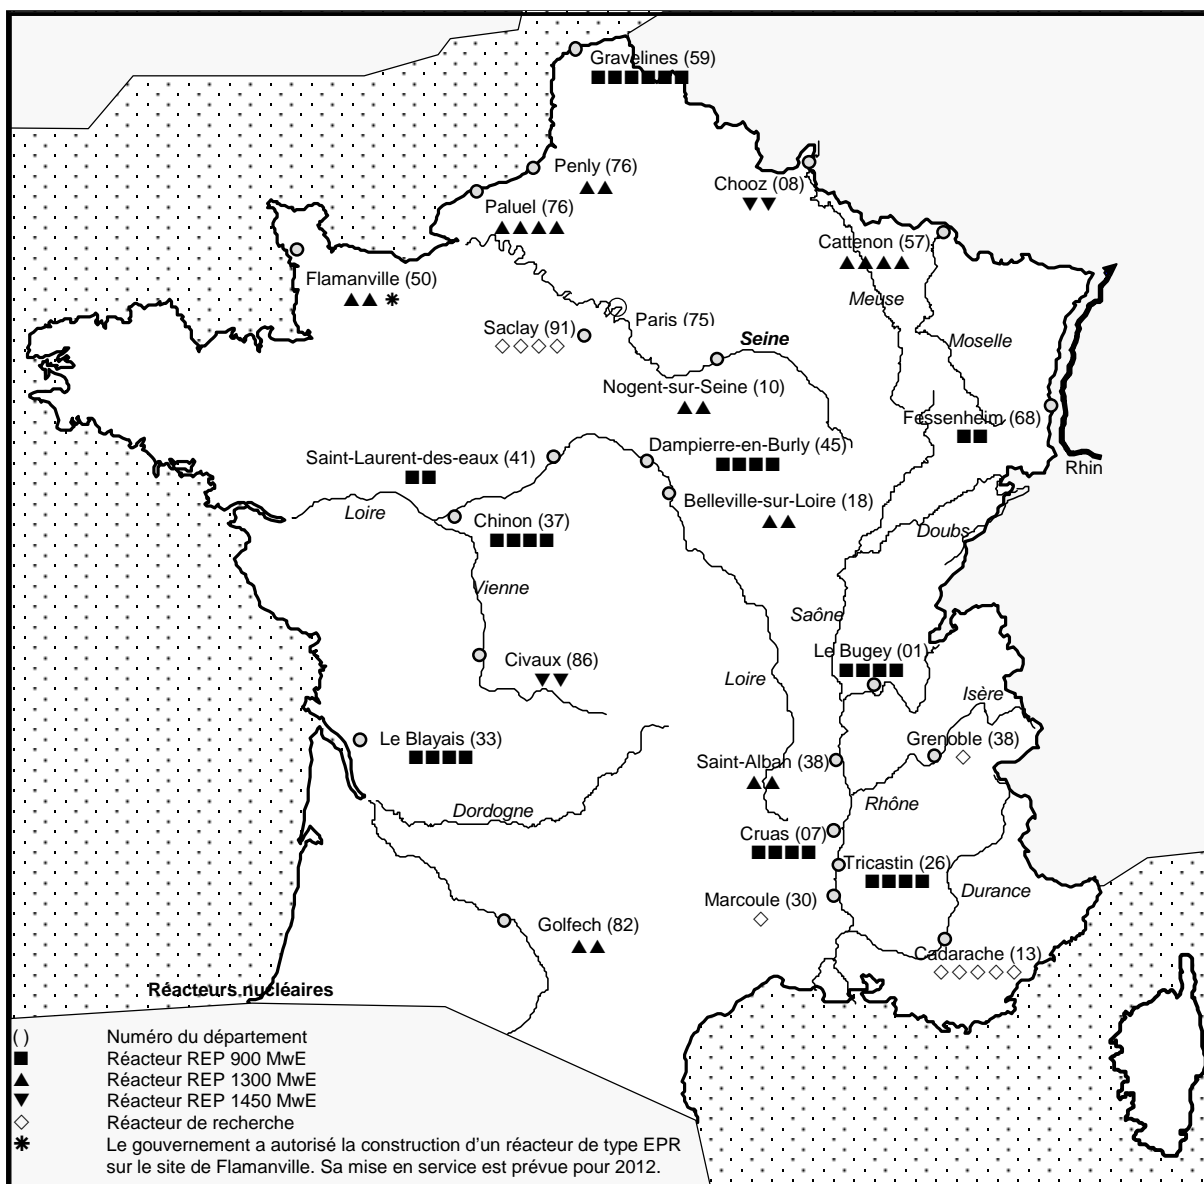 Gravelines (59)
Penly (76)
Chooz (08)
Paluel (76)
Cattenon (57)
Flamanville (50)
Meuse
Paris (75)
Saclay (91)
Seine
Moselle
Nogent-sur-Seine (10)
Fessenheim (68)
Dampierre-en-Burly (45)
Saint-Laurent-des-eaux (41)
Rhin
Belleville-sur-Loire (18)
Loire
Chinon (37)
Doubs
Vienne
Saône
Le Bugey (01)
Civaux (86)
Loire
Isère
Le Blayais (33)
Grenoble (38)
Saint-Alban (38)
Rhône
Dordogne
Cruas (07)
Tricastin (26)
Durance
Marcoule (30)
Golfech (82)
Cadarache (13)
Réacteurs nucléaires
( ) Numéro du département
■ Réacteur REP 900 MwE
▲ Réacteur REP 1300 MwE
▼ Réacteur REP 1450 MwE
◇ Réacteur de recherche
✱ Le gouvernement a autorisé la construction d'un réacteur de type EPR
sur le site de Flamanville. Sa mise en service est prévue pour 2012.